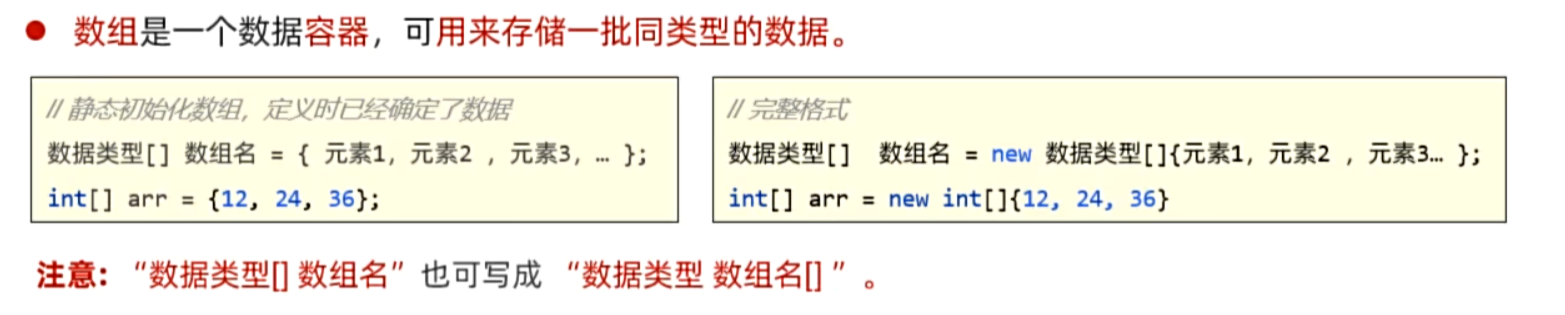 ● 数组是一个数据容器，可用来存储一批同类型的数据。
// 静态初始化数组，定义时已经确定了数据
数据类型[] 数组名 = { 元素1，元素2 ，元素3，… };
int[] arr = {12, 24, 36};
// 完整格式
数据类型[] 数组名 = new 数据类型[]{元素1，元素2 ，元素3… };
int[] arr = new int[]{12, 24, 36}
注意：“数据类型[] 数组名”也可写成 “数据类型 数组名[] ”。